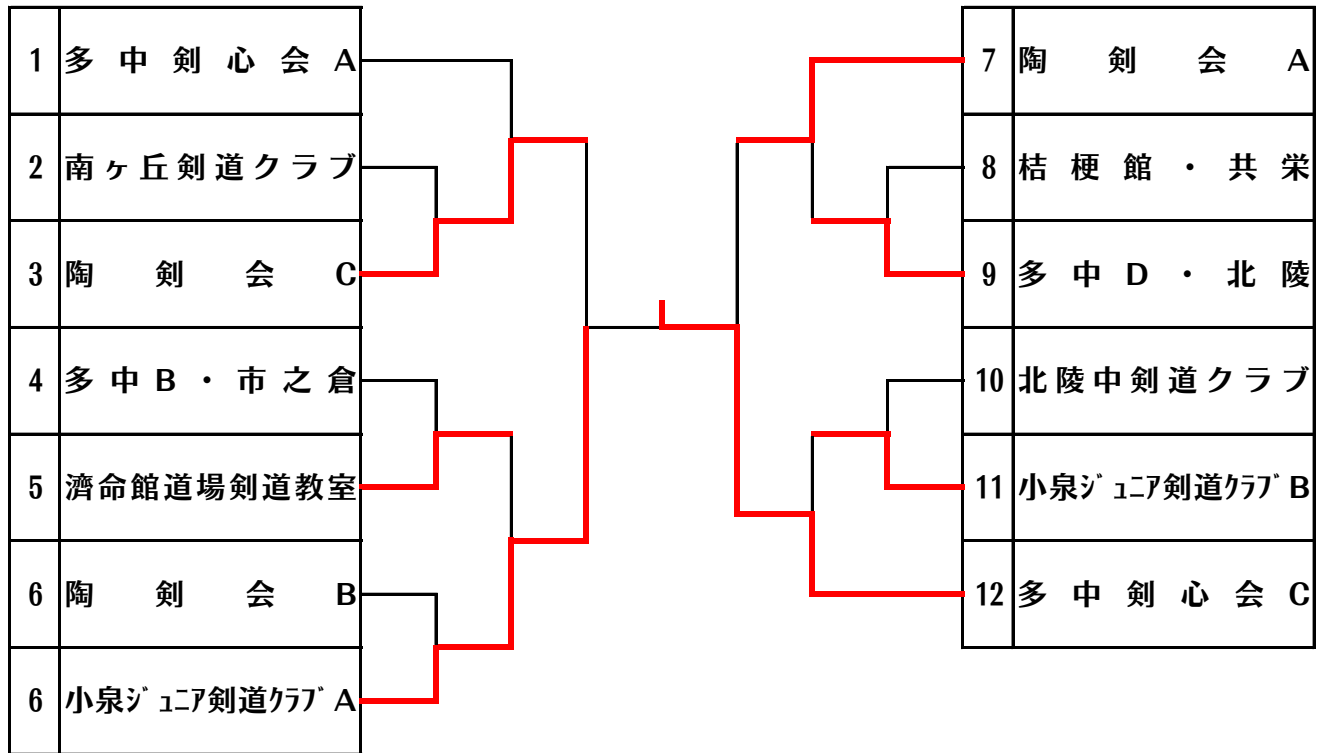 1 多中剣心会A
2 南ヶ丘剣道クラブ
3 陶剣会C
4 多中B・市之倉
5 濟命館道場剣道教室
6 陶剣会B
6 小泉ｼﾞｭﾆｱ剣道ｸﾗﾌﾞA
7 陶剣会A
8 桔梗館・共栄
9 多中D・北陵
10 北陵中剣道クラブ
11 小泉ｼﾞｭﾆｱ剣道ｸﾗﾌﾞB
12 多中剣心会C